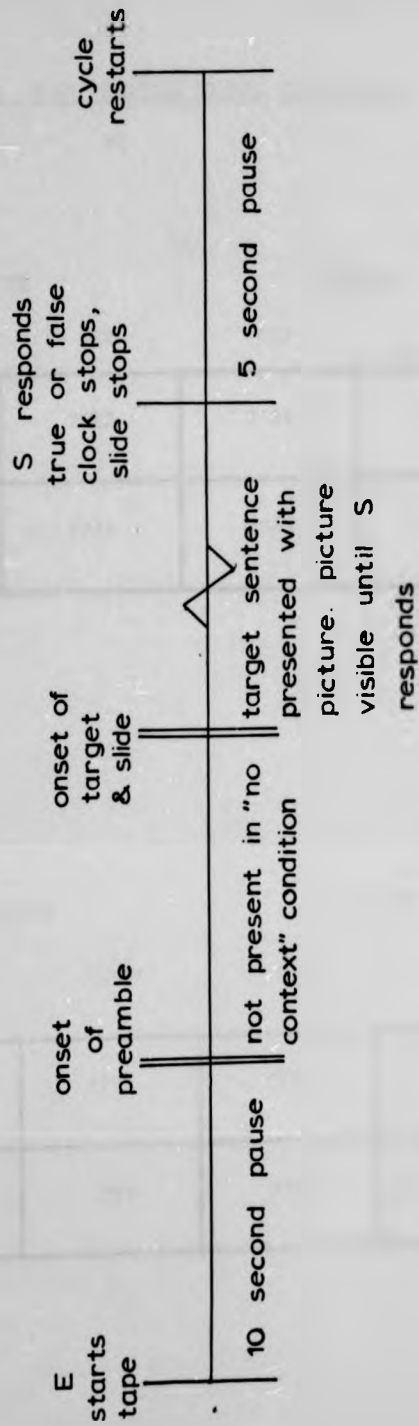 E
starts
tape
onset
of
preamble
onset of
target
& slide
S responds
true or false
clock stops,
slide stops
cycle
restarts
10 second pause
not present in "no
context" condition
target sentence
presented with
picture. picture
visible until S
responds
5 second pause